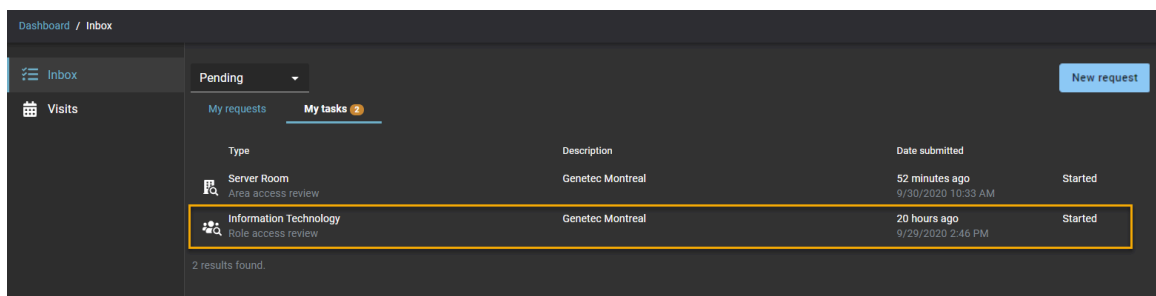 Dashboard / Inbox
Inbox
Visits
Pending
New request
My requests My tasks 2
Type Description Date submitted
Server Room Genetec Montreal 52 minutes ago Started
Area access review 9/30/2020 10:33 AM
Information Technology Genetec Montreal 20 hours ago Started
Role access review 9/29/2020 2:46 PM
2 results found.